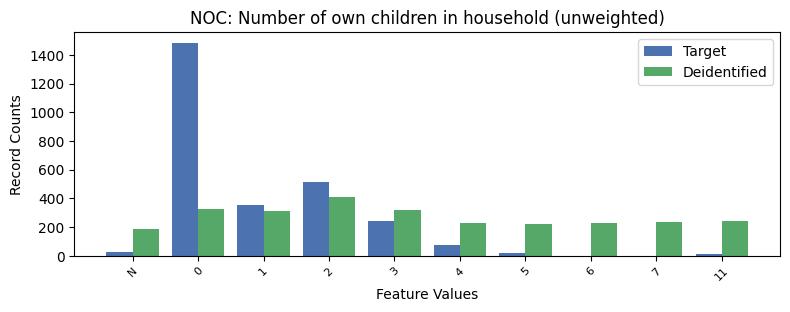 NOC: Number of own children in household (unweighted)
Target
Deidentified
Record Counts
1400
1200
1000
800
600
400
200
0
N 0 1 2 3 4 5 6 7 11
Feature Values